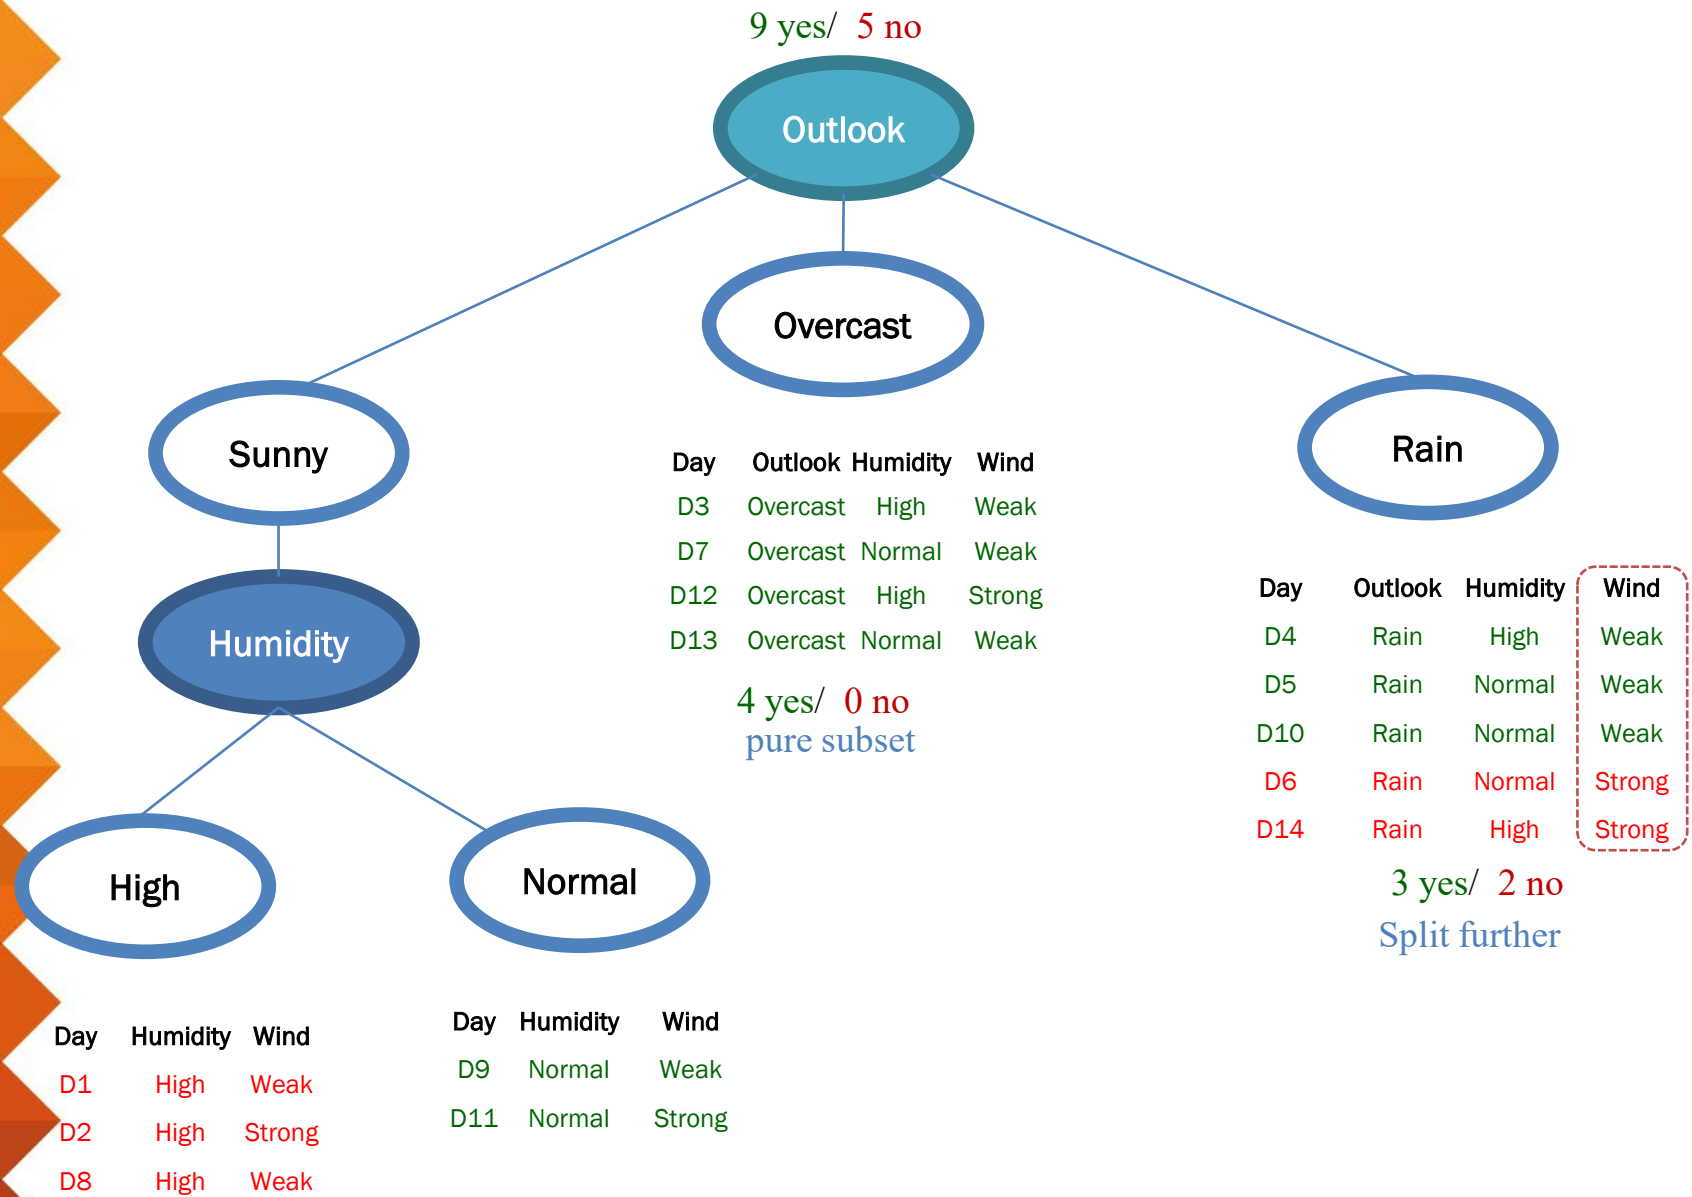 9 yes/ 5 no
Outlook
Overcast
Sunny
Rain
Day Outlook Humidity Wind
D3 Overcast High Weak
D7 Overcast Normal Weak
D12 Overcast High Strong
D13 Overcast Normal Weak
4 yes/ 0 no
pure subset
Day Outlook Humidity Wind
D4 Rain High Weak
D5 Rain Normal Weak
D10 Rain Normal Weak
D6 Rain Normal Strong
D14 Rain High Strong
3 yes/ 2 no
Split further
Humidity
High
Normal
Day Humidity Wind
D1 High Weak
D2 High Strong
D8 High Weak
Day Humidity Wind
D9 Normal Weak
D11 Normal Strong